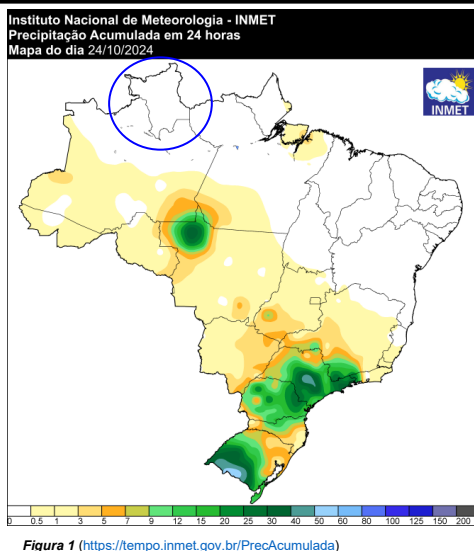 Instituto Nacional de Meteorologia - INMET
Precipitação Acumulada em 24 horas
Mapa do dia 24/10/2024
INMET
0 0.5 1 3 5 7 9 12 15 20 25 30 40 50 60 80 100 125 150 200
Figura 1 (https://tempo.inmet.gov.br/PrecAcumulada)